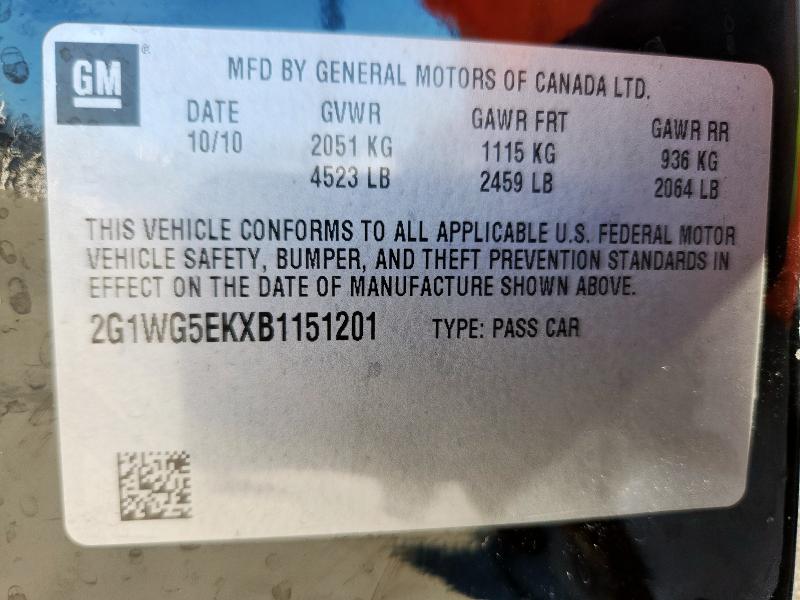 GM ®
MFD BY GENERAL MOTORS OF CANADA LTD.
DATE GVWR GAWR FRT GAWR RR
10/10 2051 KG 1115 KG 936 KG
4523 LB 2459 LB 2064 LB
THIS VEHICLE CONFORMS TO ALL APPLICABLE U.S. FEDERAL MOTOR
VEHICLE SAFETY, BUMPER, AND THEFT PREVENTION STANDARDS IN
EFFECT ON THE DATE OF MANUFACTURE SHOWN ABOVE.
2G1WG5EKXB1151201 TYPE: PASS CAR